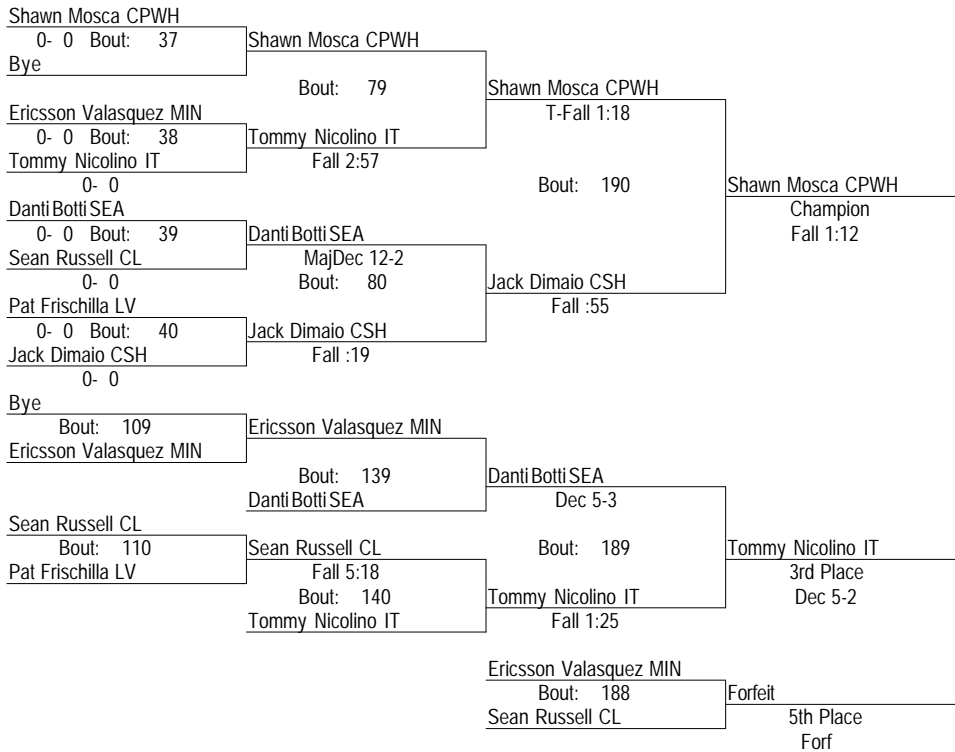 Shawn Mosca CPWH
0- 0 Bout: 37
Bye
Shawn Mosca CPWH
Bout: 79
Ericsson Valasquez MIN
0- 0 Bout: 38
Tommy Nicolino IT
0- 0
Tommy Nicolino IT
Fall 2:57
Shawn Mosca CPWH
T-Fall 1:18
Bout: 190
Danti Botti SEA
0- 0 Bout: 39
Sean Russell CL
0- 0
Danti Botti SEA
MajDec 12-2
Bout: 80
Pat Frischilla LV
0- 0 Bout: 40
Jack Dimaio CSH
0- 0
Jack Dimaio CSH
Fall :19
Jack Dimaio CSH
Fall :55
Shawn Mosca CPWH
Champion
Fall 1:12
Bye
Bout: 109
Ericsson Valasquez MIN
Ericsson Valasquez MIN
Bout: 139
Danti Botti SEA
Danti Botti SEA
Dec 5-3
Bout: 189
Sean Russell CL
Bout: 110
Pat Frischilla LV
Sean Russell CL
Fall 5:18
Bout: 140
Tommy Nicolino IT
Tommy Nicolino IT
Fall 1:25
Tommy Nicolino IT
3rd Place
Dec 5-2
Ericsson Valasquez MIN
Bout: 188
Sean Russell CL
Forfeit
5th Place
Forf